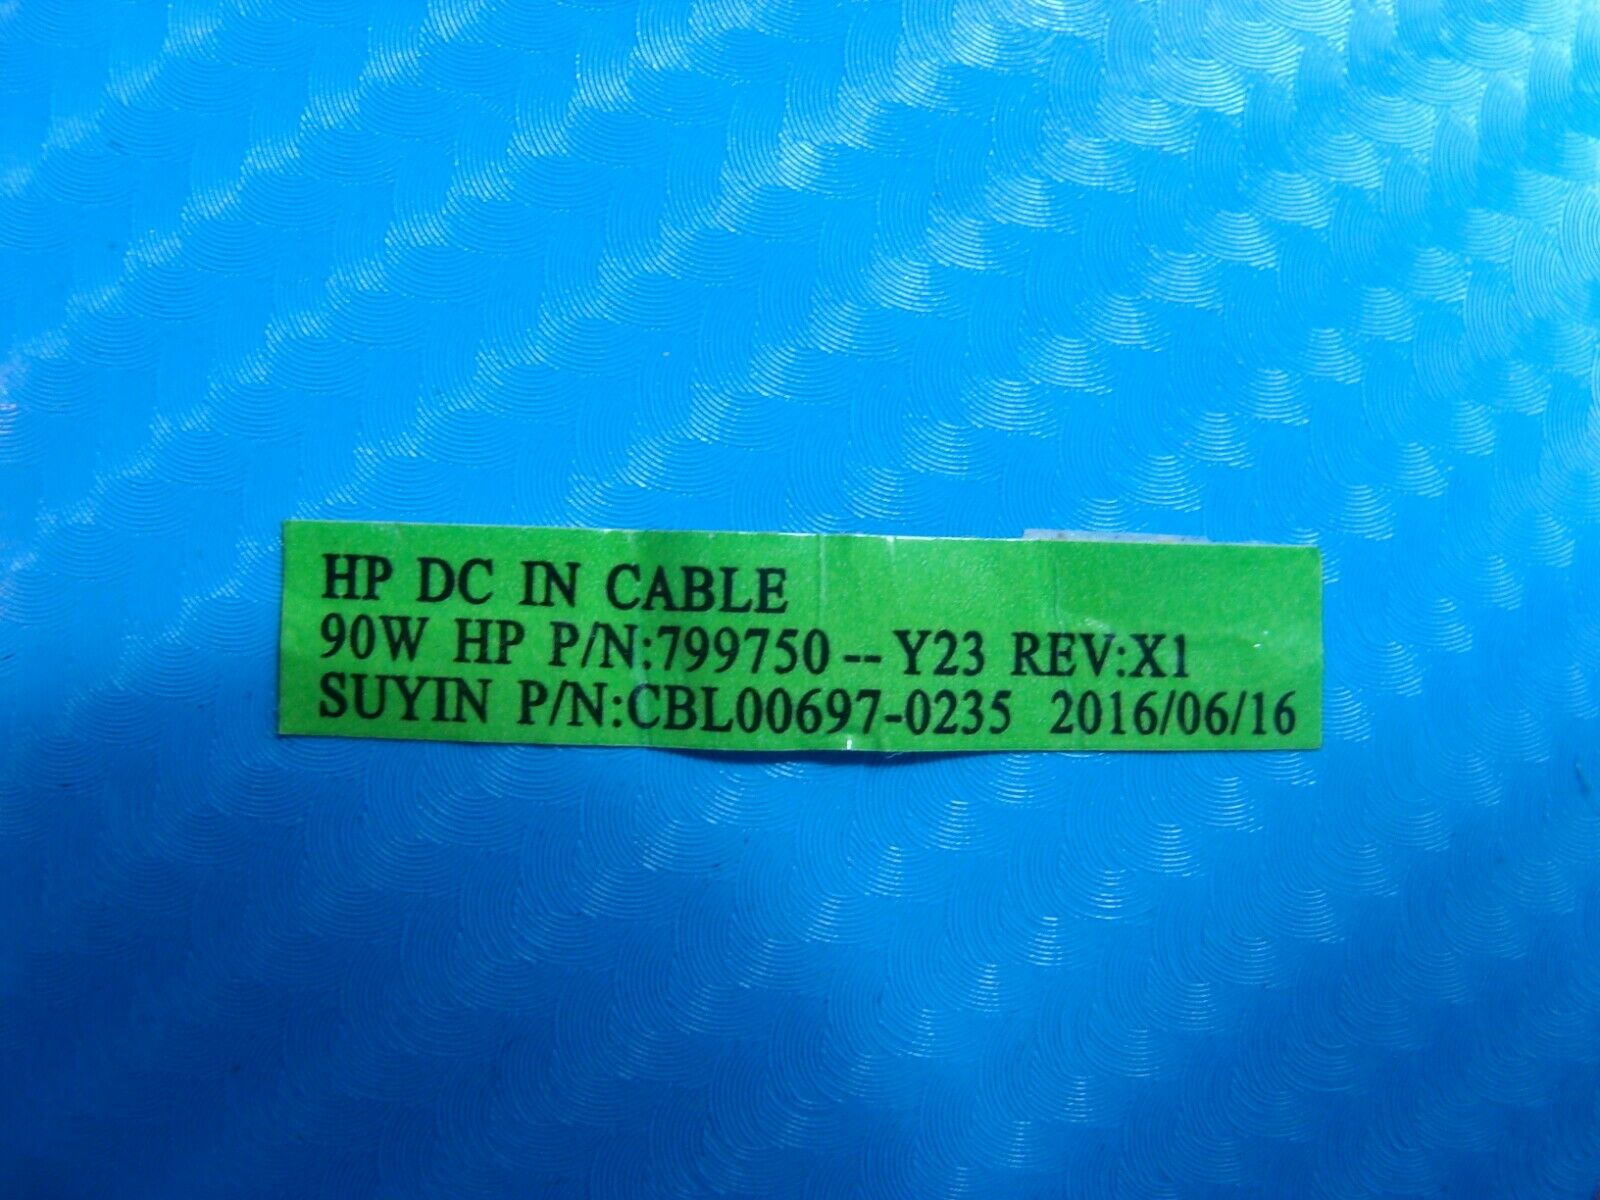 HP DC IN CABLE
90W HP P/N:799750--Y23 REV:X1
SUYIN P/N:CBL00697-0235 2016/06/16